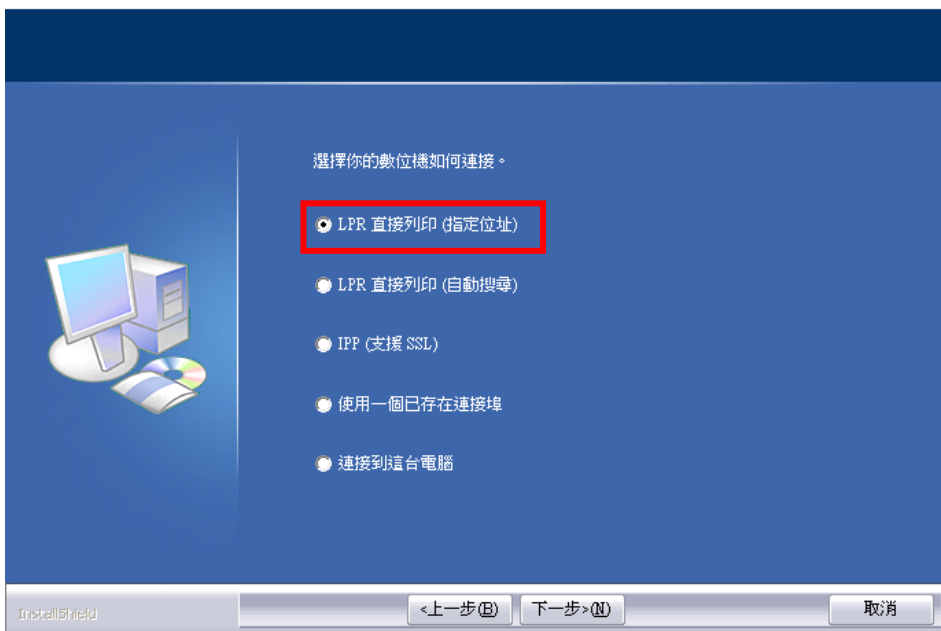 選擇你的數位機如何連接。
LPR 直接列印 (指定位址)
LPR 直接列印 (自動搜尋)
IPP (支援 SSL)
使用一個已存在連接埠
連接到這台電腦
InstallShield
<上一步(B) 下一步>(N) 取消